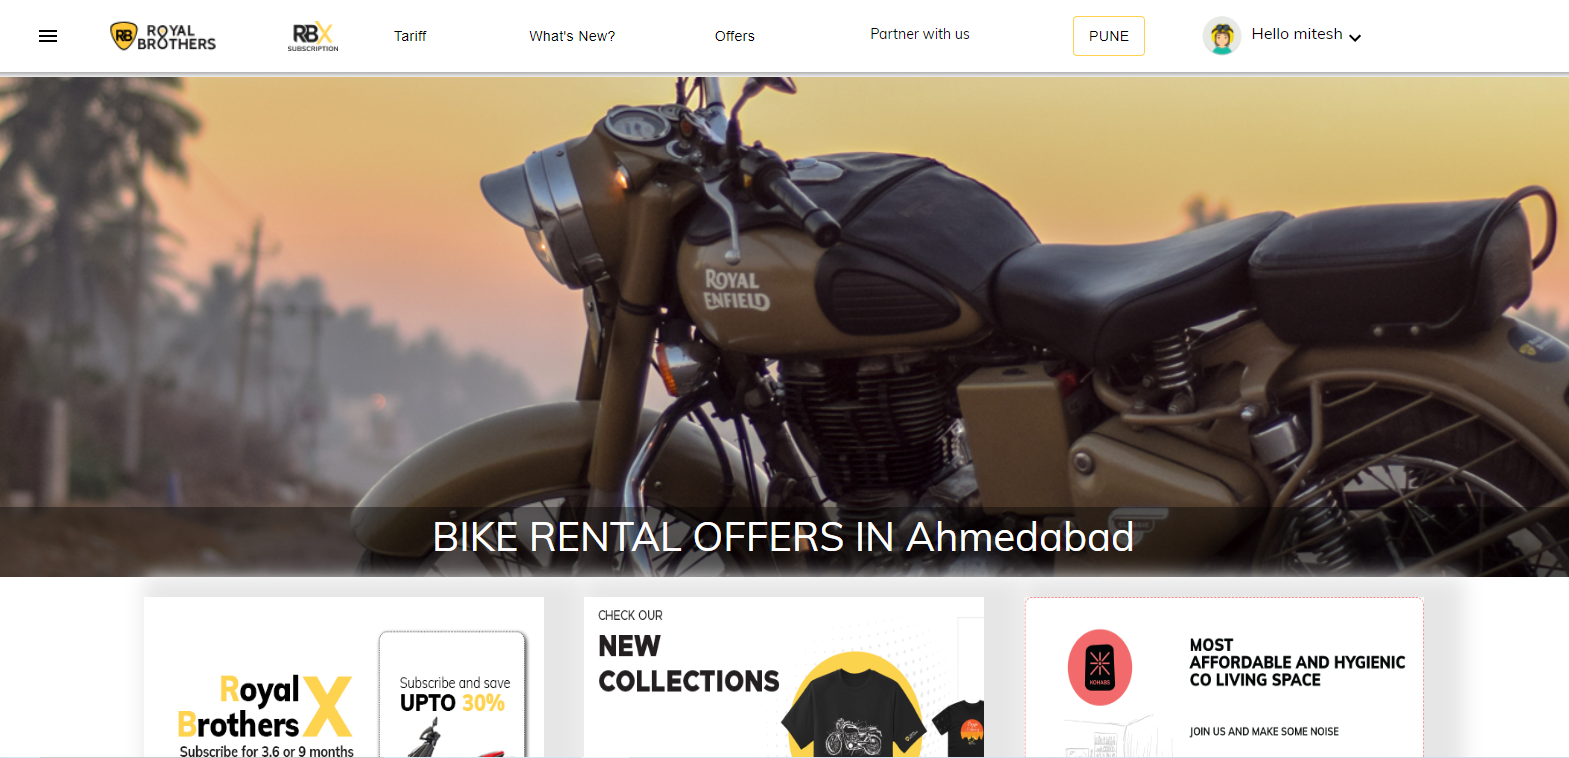 RB ROYAL BROTHERS
RBX SUBSCRIPTION
Tariff
What's New?
Offers
Partner with us
PUNE
Hello mitesh
ROYAL
ENFIELD
BIKE RENTAL OFFERS IN Ahmedabad
Royal
Brothers X
Subscribe for 3.6 or 9 months
Subscribe and save
UPTO 30%
CHECK OUR
NEW
COLLECTIONS
NOHABS
MOST
AFFORDABLE AND HYGIENIC
CO LIVING SPACE
JOIN US AND MAKE SOME NOISE